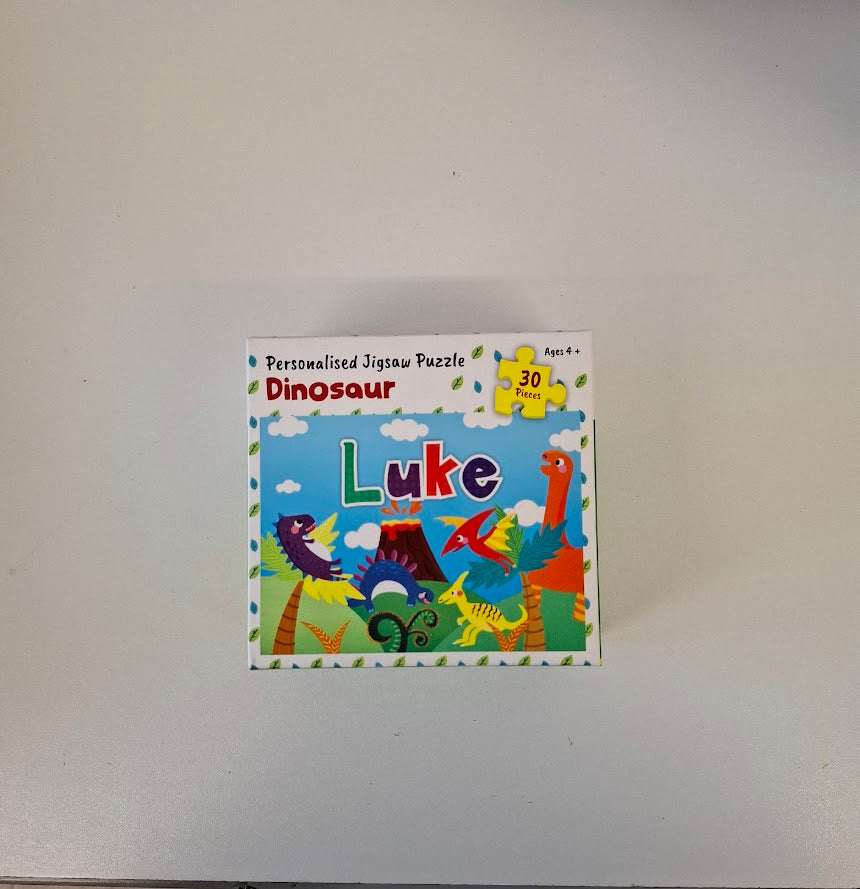 Personalised Jigsaw Puzzle
Dinosaur
Ages 4 +
30
Pieces
Luke